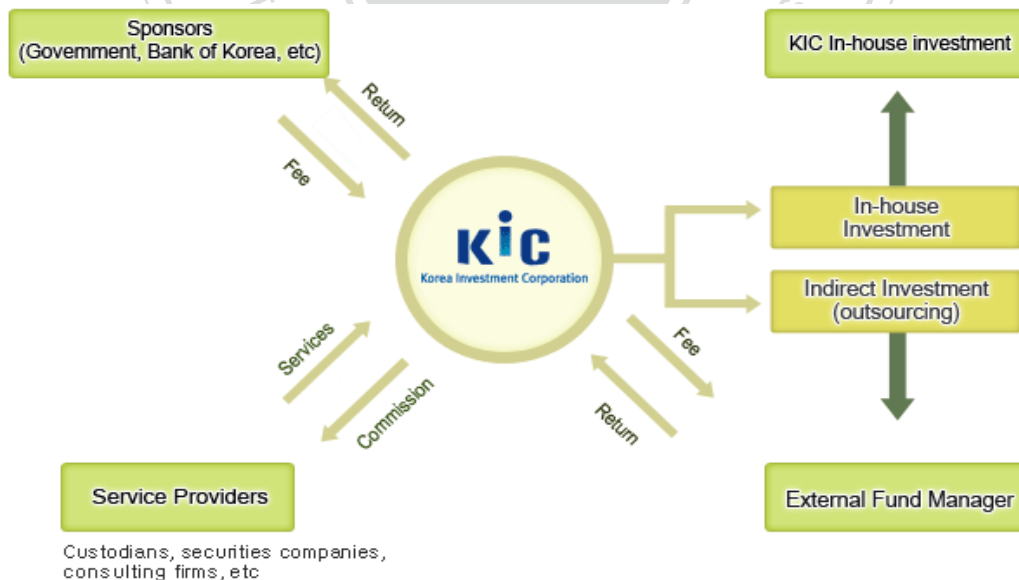 Sponsors
(Government, Bank of Korea, etc)
KIC In-house investment
Return
Fee
In-house
Investment
KiC
Korea Investment Corporation
Indirect Investment
(outsourcing)
Services
Commission
Fee
Return
Service Providers
External Fund Manager
Custodians, securities companies,
consulting firms, etc